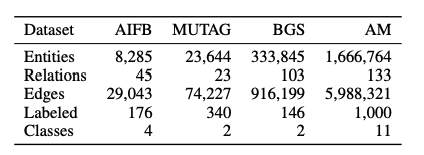 Dataset AIFB MUTAG BGS AM
Entities 8,285 23,644 333,845 1,666,764
Relations 45 23 103 133
Edges 29,043 74,227 916,199 5,988,321
Labeled 176 340 146 1,000
Classes 4 2 2 11